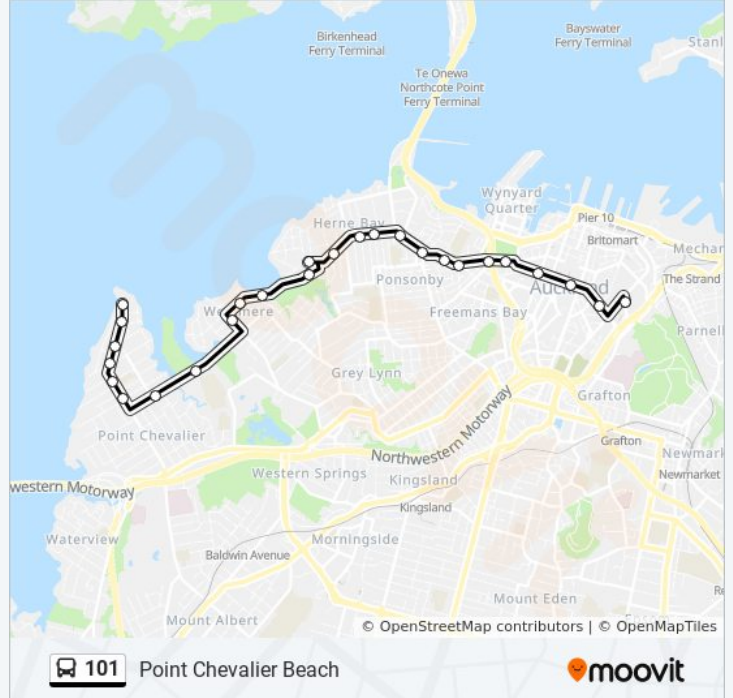 Birkenhead
Ferry Terminal
Bayswater
Ferry Terminal
Stanl
Te Onewa
Northcote Point
Ferry Terminal
Wynyard
Quarter
Pier 10
Herne Bay
Britomart
Mechan
Ponsonby
Auckland
The Strand
Freemans Bay
Parnell
Grey Lynn
Grafton
Point Chevalier
Northwestern Motorway
Grafton
Newmark
Western Springs
Kingsland
Newmarket
western Motorway
Kingsland
Waterview
Morningside
Baldwin Avenue
Mount Eden
Mount Albert
© OpenStreetMap contributors | © OpenMapTiles
101 Point Chevalier Beach
moovit